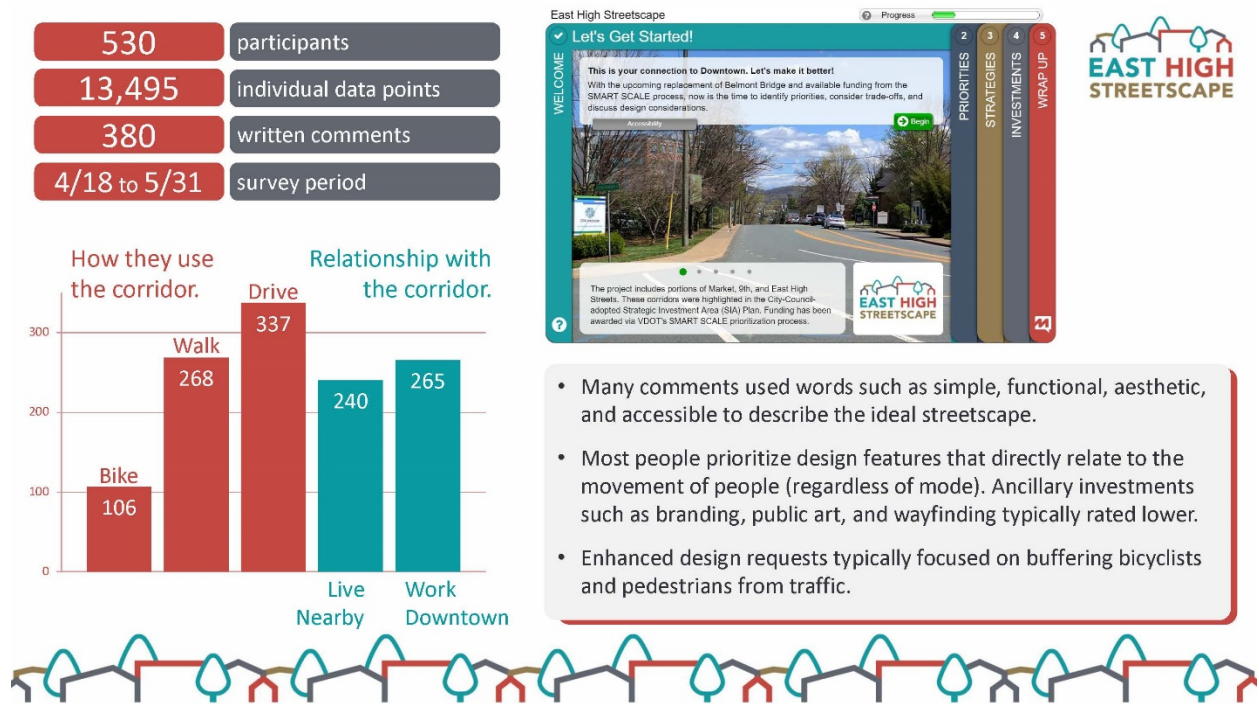 530
participants
13,495
individual data points
380
written comments
4/18 to 5/31
survey period
How they use
the corridor.
Relationship with
the corridor.
300
200
100
0
Bike
106
Walk
268
Drive
337
240
265
Live
Nearby
Work
Downtown
East High Streetscape
Progress
WELCOME
Let's Get Started!
This is your connection to Downtown. Let's make it better!
With the upcoming replacement of Belmont Bridge and available funding from the
SMART SCALE process, now is the time to identify priorities, consider trade-offs, and
discuss design considerations.
Accessibility
Begin
The project includes portions of Market, 9th, and East High
Streets. These corridors were highlighted in the City-Council-
adopted Strategic Investment Area (SIA) Plan. Funding has been
awarded via VDOT's SMART SCALE prioritization process.
EAST HIGH
STREETSCAPE
?
2
PRIORITIES
3
STRATEGIES
4
INVESTMENTS
5
WRAP UP
EAST HIGH
STREETSCAPE
• Many comments used words such as simple, functional, aesthetic,
and accessible to describe the ideal streetscape.
• Most people prioritize design features that directly relate to the
movement of people (regardless of mode). Ancillary investments
such as branding, public art, and wayfinding typically rated lower.
• Enhanced design requests typically focused on buffering bicyclists
and pedestrians from traffic.